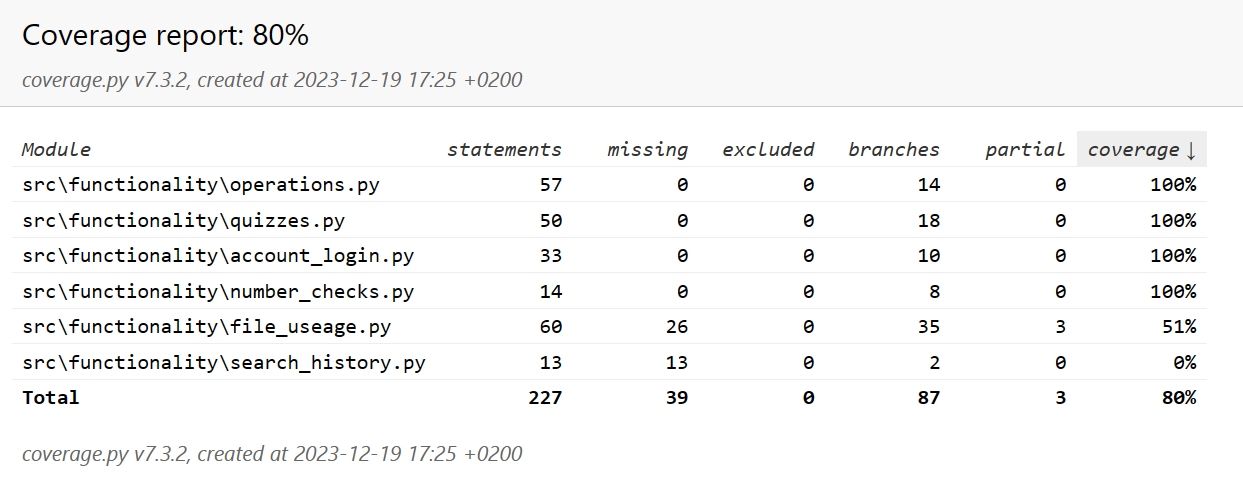 Coverage report: 80%
coverage.py v7.3.2, created at 2023-12-19 17:25 +0200
Module statements missing excluded branches partial coverage ↓
src\functionality\operations.py 57 0 0 14 0 100%
src\functionality\quizzes.py 50 0 0 18 0 100%
src\functionality\account_login.py 33 0 0 10 0 100%
src\functionality\number_checks.py 14 0 0 8 0 100%
src\functionality\file_useage.py 60 26 0 35 3 51%
src\functionality\search_history.py 13 13 0 2 0 0%
Total 227 39 0 87 3 80%
coverage.py v7.3.2, created at 2023-12-19 17:25 +0200